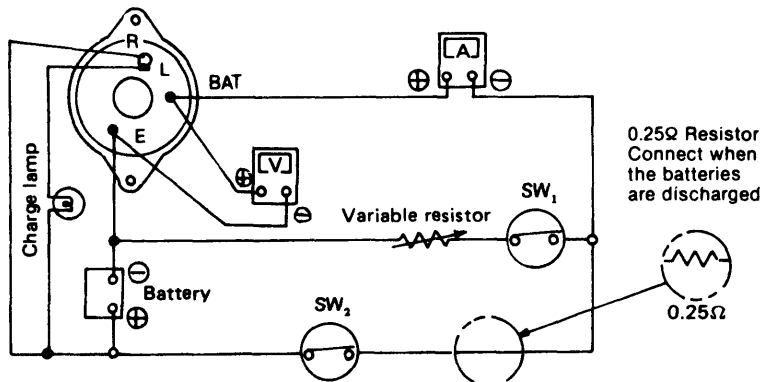 R
L
BAT
E
A
⊕ ⊖
V
⊕
⊖
Charge lamp
0.25Ω Resistor
Connect when
the batteries
are discharged
Variable resistor
SW₁
⊖
Battery
⊕
SW₂
0.25Ω